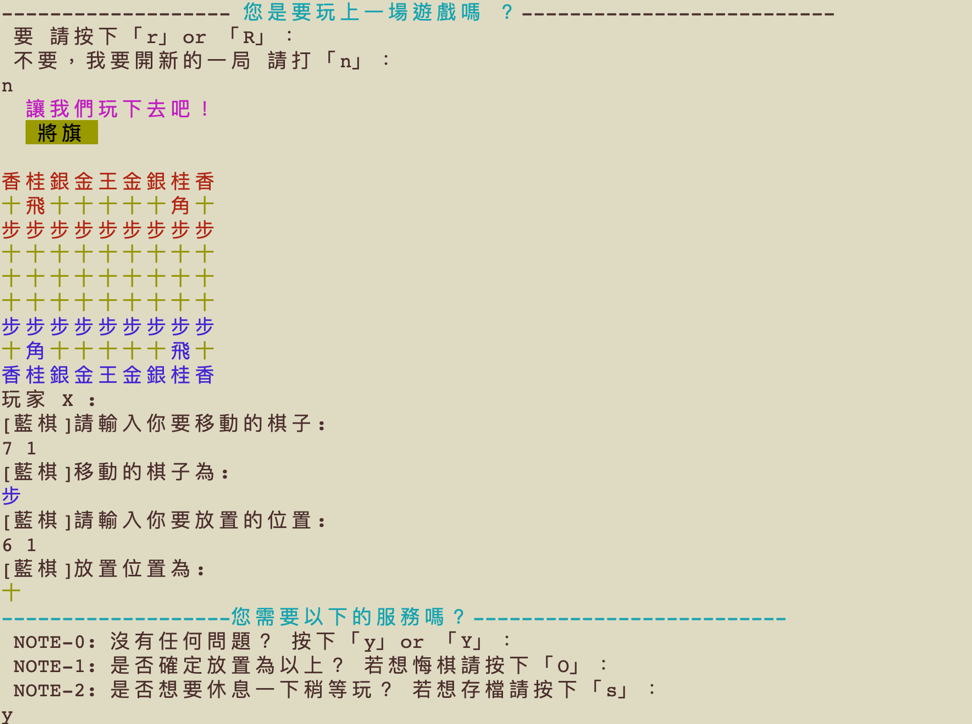 ------------------- 您是要玩上一場遊戲嗎 ？--------------------------
要 請按下「r」or 「R」：
不要，我要開新的一局 請打「n」：
n
讓我們玩下去吧！
將旗
香桂銀金王金銀桂香
十飛十十十十十角十
步步步步步步步步步
十十十十十十十十十
十十十十十十十十十
十十十十十十十十十
步步步步步步步步步
十角十十十十十飛十
香桂銀金王金銀桂香
玩家 X ：
[藍棋]請輸入你要移動的棋子：
7 1
[藍棋]移動的棋子為：
步
[藍棋]請輸入你要放置的位置：
6 1
[藍棋]放置位置為：
十
-------------------您需要以下的服務嗎？--------------------------
NOTE-0: 沒有任何問題？ 按下「y」or 「Y」：
NOTE-1: 是否確定放置為以上？ 若想悔棋請按下「O」：
NOTE-2: 是否想要休息一下稍等玩？ 若想存檔請按下「s」：
y